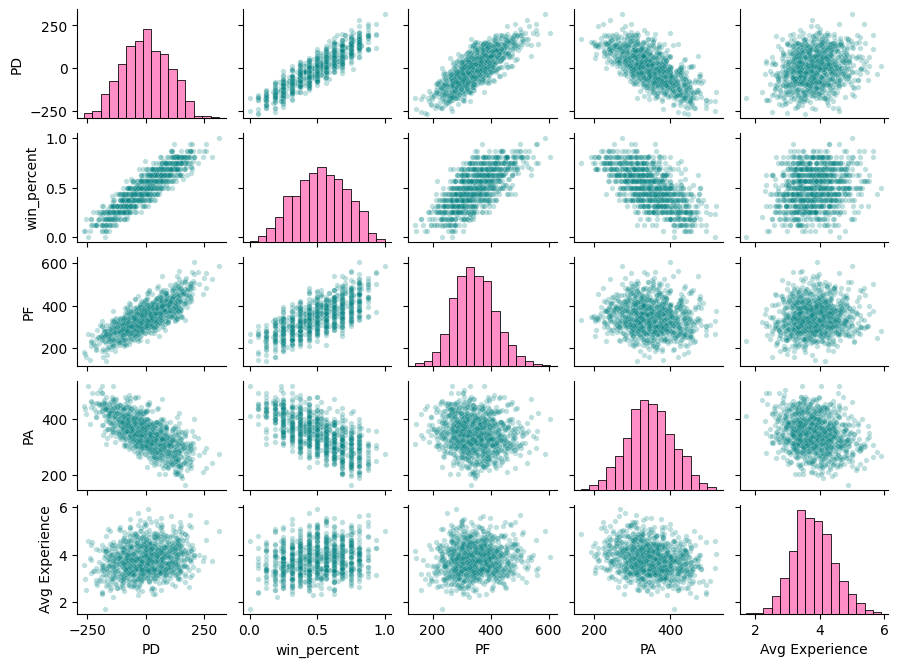 PD
250
0
−250
win_percent
1.0
0.5
0.0
PF
600
400
200
PA
400
200
Avg Experience
6
4
2
−250 0 250
0.0 0.5 1.0
200 400 600
200 400
2 4 6
PD
win_percent
PF
PA
Avg Experience